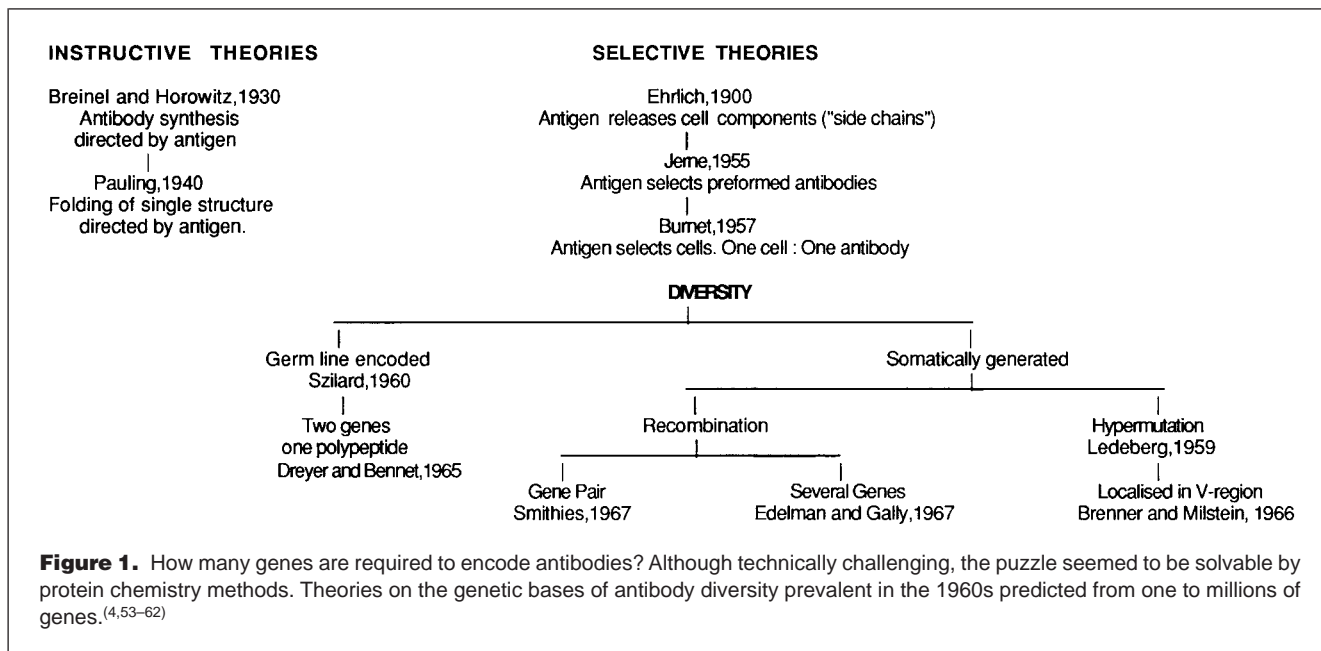 INSTRUCTIVE THEORIES
Breinel and Horowitz,1930
Antibody synthesis
directed by antigen
Pauling,1940
Folding of single structure
directed by antigen.
SELECTIVE THEORIES
Ehrlich,1900
Antigen releases cell components ("side chains")
Jerne,1955
Antigen selects preformed antibodies
Burnet,1957
Antigen selects cells. One cell : One antibody
DIVERSITY
Germ line encoded
Szilard,1960
Two genes
one polypeptide
Dreyer and Bennet,1965
Somatically generated
Recombination
Gene Pair
Smithies,1967
Several Genes
Edelman and Gally,1967
Hypermutation
Ledeberg,1959
Localised in V-region
Brenner and Milstein, 1966
Figure 1. How many genes are required to encode antibodies? Although technically challenging, the puzzle seemed to be solvable by
protein chemistry methods. Theories on the genetic bases of antibody diversity prevalent in the 1960s predicted from one to millions of
genes.(4,53–62)